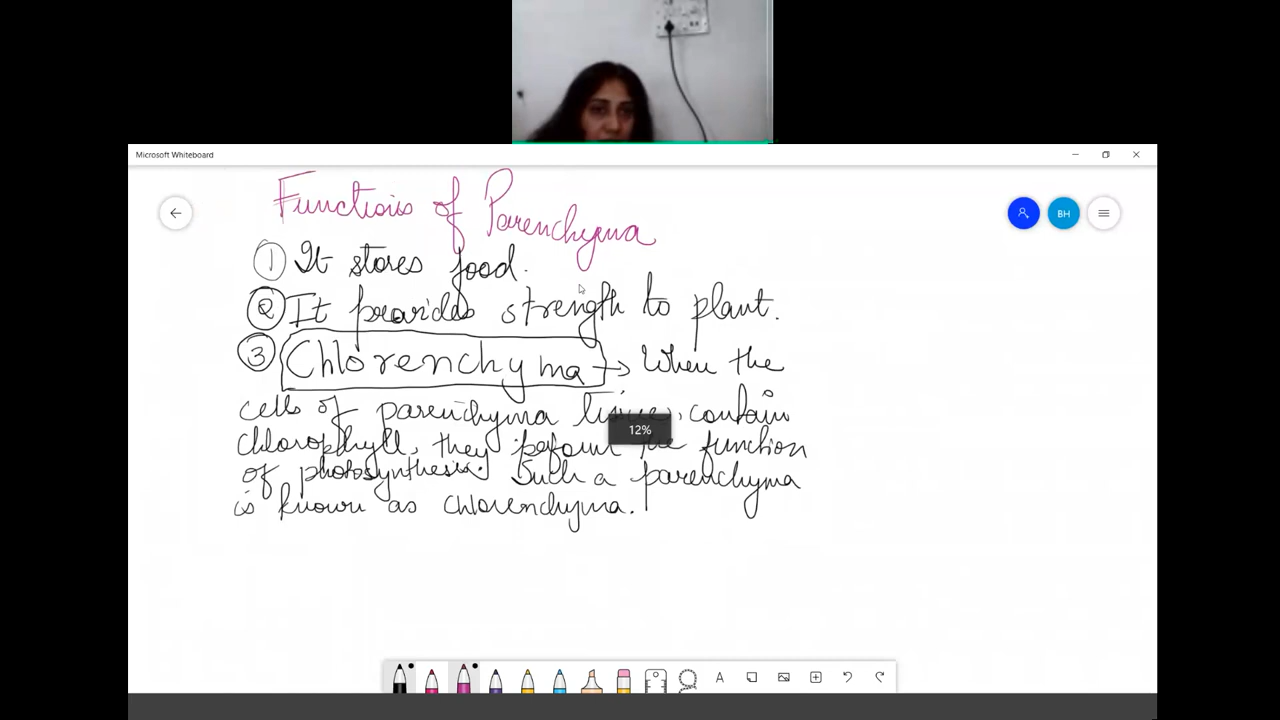 Microsoft Whiteboard
BH
Functions of Parenchyma
① It stores food.
② It provides strength to plant.
③ Chlorenchyma → When the
cells of parenchyma tissue, contain
12%
chlorophyll, they perform the function
of photosynthesis. Such a parenchyma
is known as chlorenchyma.
A